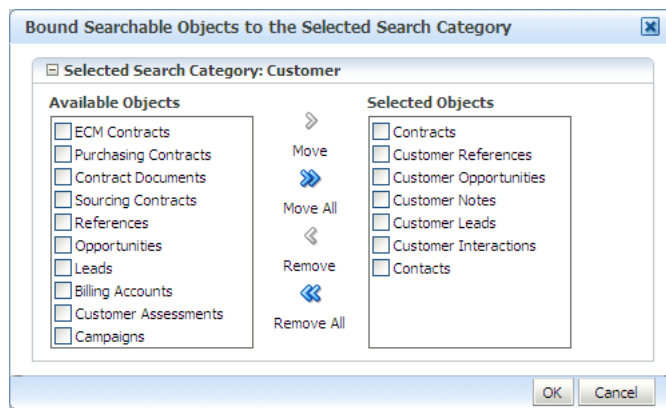 Bound Searchable Objects to the Selected Search Category
Selected Search Category: Customer
Available Objects
ECM Contracts
Purchasing Contracts
Contract Documents
Sourcing Contracts
References
Opportunities
Leads
Billing Accounts
Customer Assessments
Campaigns
Move
Move All
Remove
Remove All
Selected Objects
Contracts
Customer References
Customer Opportunities
Customer Notes
Customer Leads
Customer Interactions
Contacts
OK
Cancel